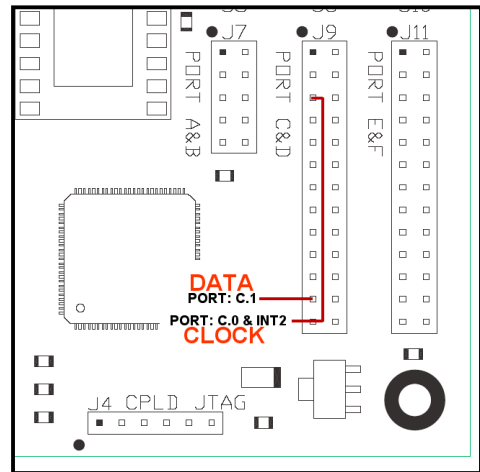 J7
J9
J11
PORT A&B
PORT C&D
PORT E&F
DATA
PORT: C.1
PORT: C.0 & INT2
CLOCK
J4 CPLD JTAG